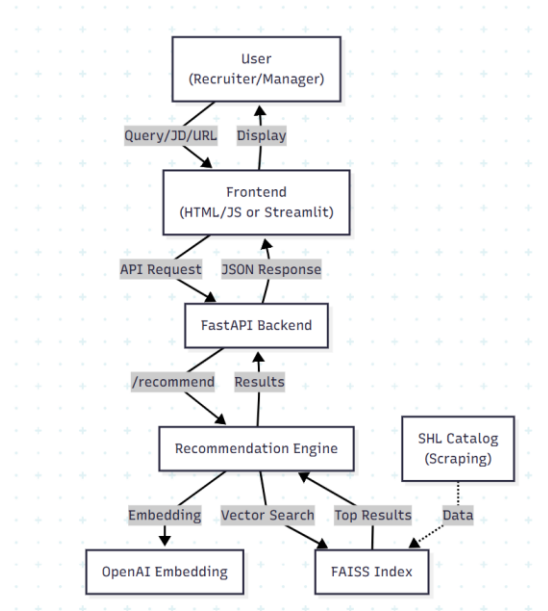 User
(Recruiter/Manager)
Query/JD/URL
Display
Frontend
(HTML/JS or Streamlit)
API Request
JSON Response
FastAPI Backend
/recommend
Results
Recommendation Engine
SHL Catalog
(Scraping)
Embedding
Vector Search
Top Results
Data
OpenAI Embedding
FAISS Index